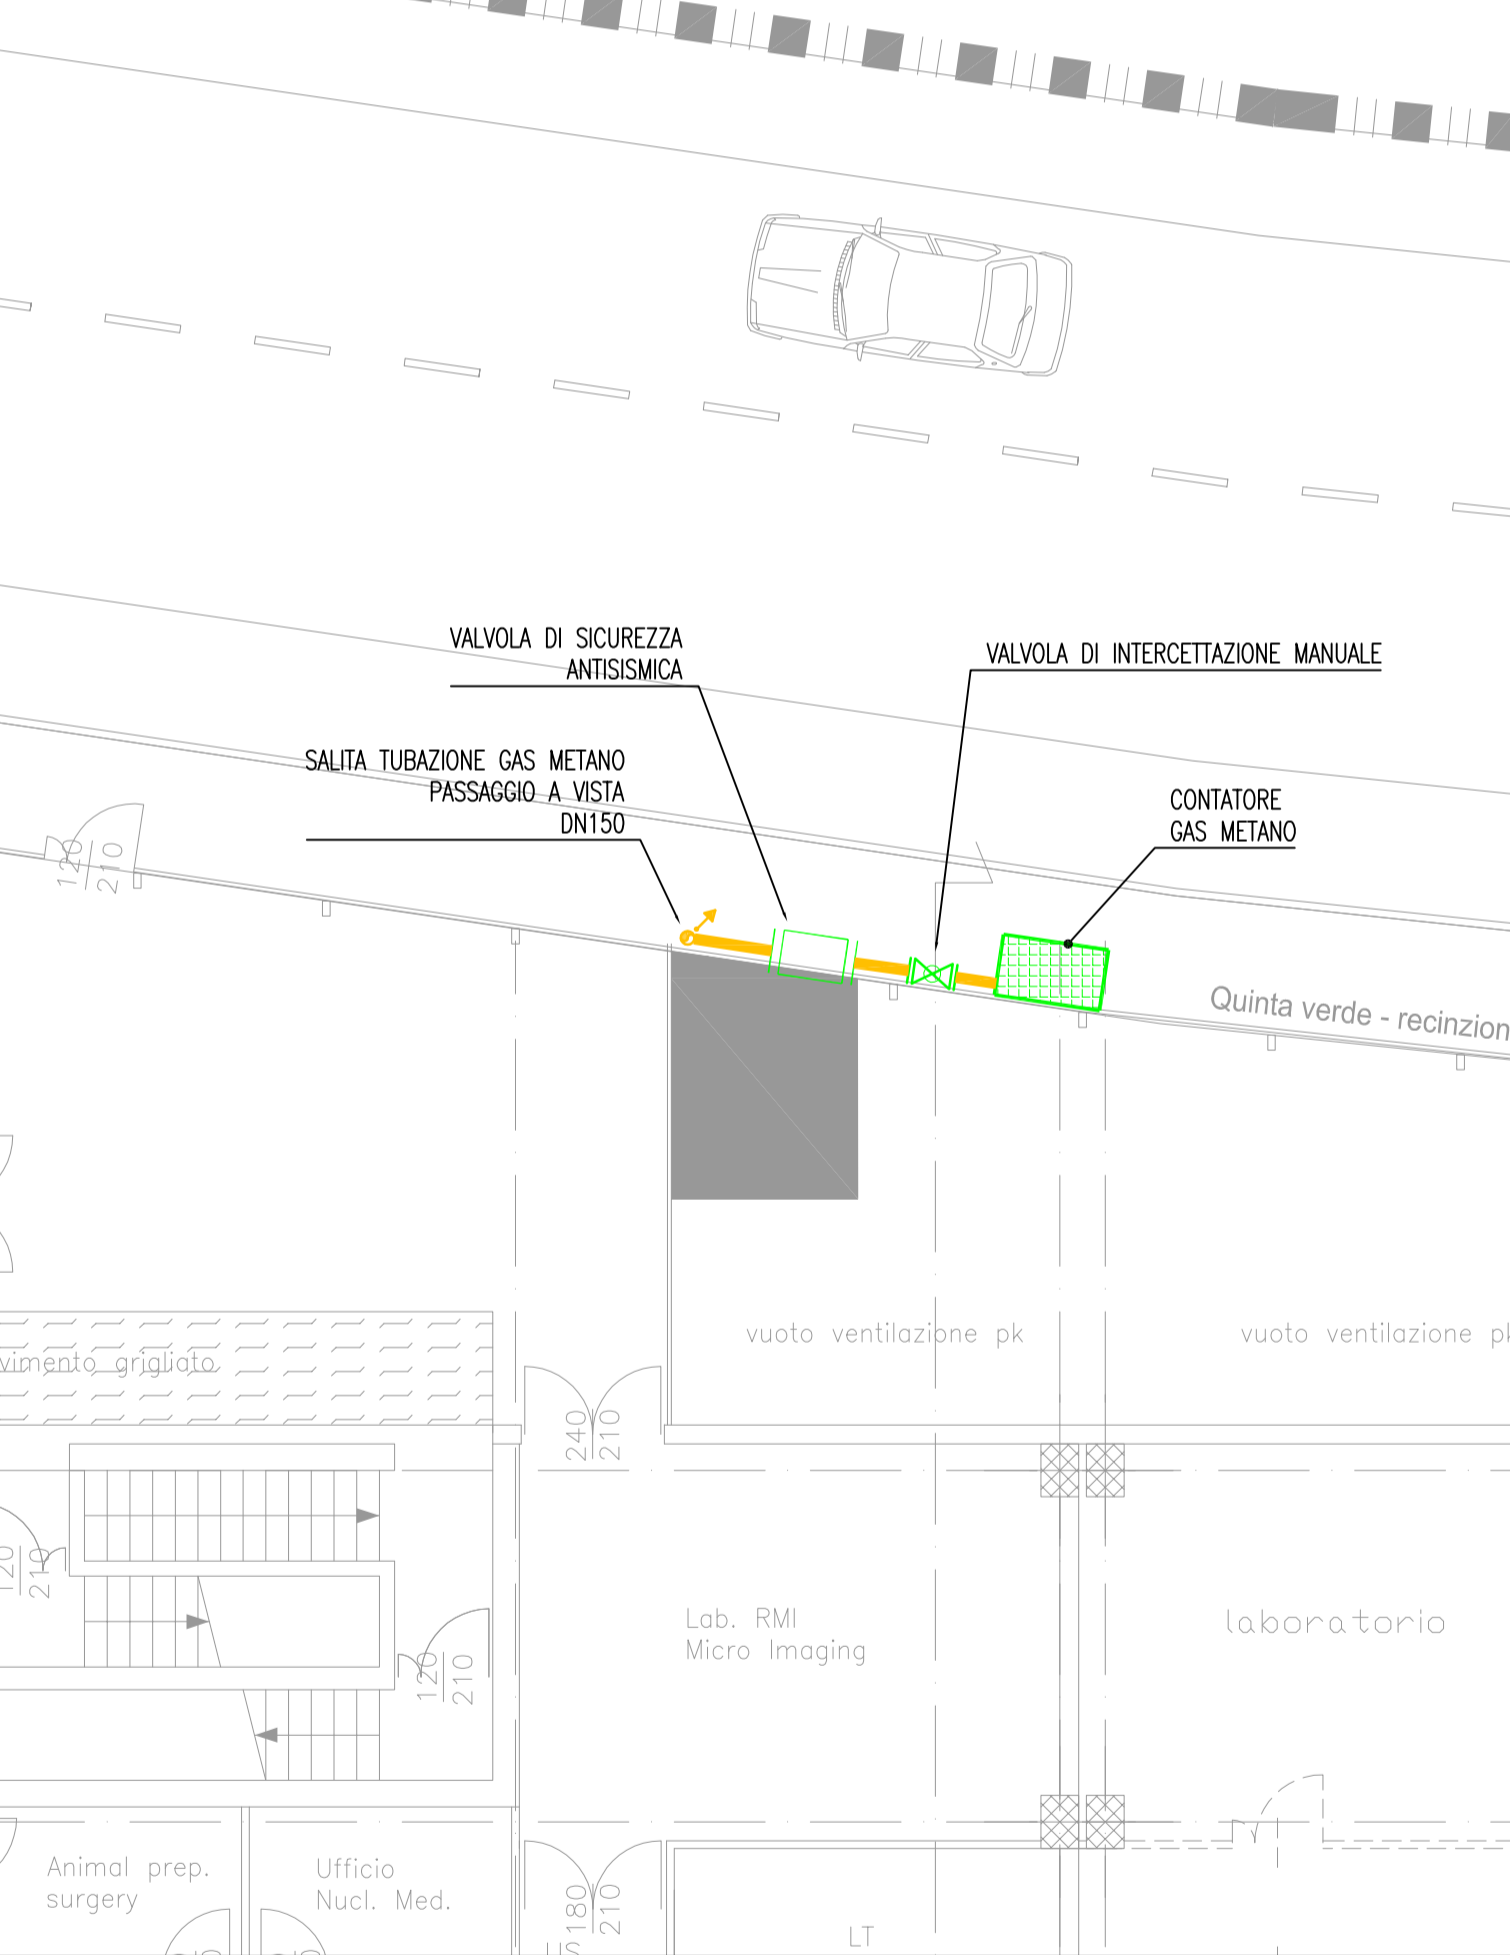 VALVOLA DI SICUREZZA
ANTISISMICA
VALVOLA DI INTERCETTAZIONE MANUALE
SALITA TUBAZIONE GAS METANO
PASSAGGIO A VISTA
DN150
CONTATORE
GAS METANO
120
210
Quinta verde - recinzion
vuoto ventilazione pk
vuoto ventilazione pk
vimento grigliato
240
210
120
210
Lab. RMI
Micro Imaging
laboratorio
120
210
Animal prep.
surgery
Ufficio
Nucl. Med.
180
210
LT